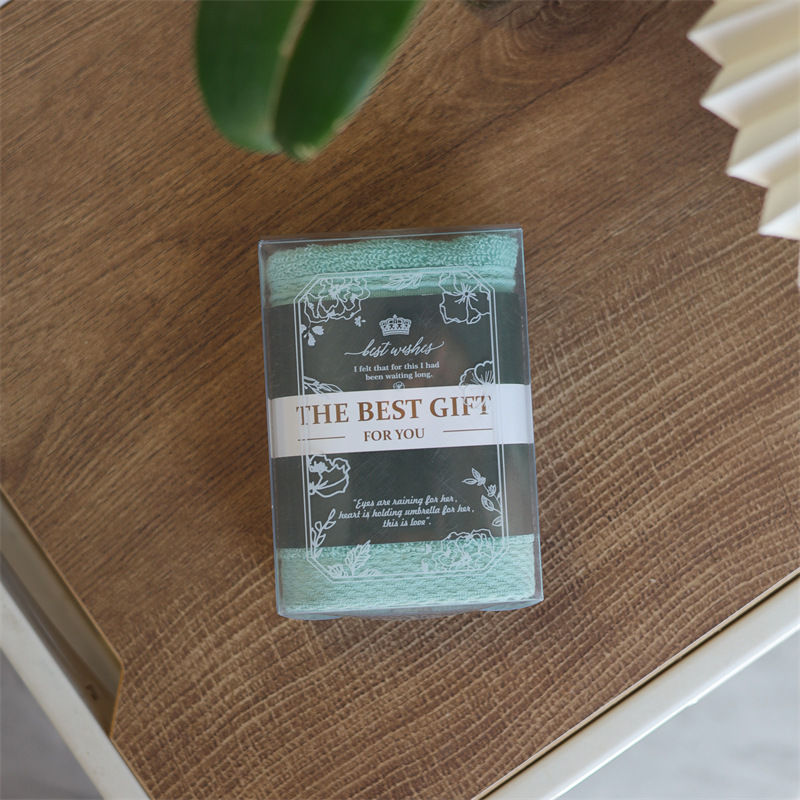 best wishes
I felt that for this I had
been waiting long.
THE BEST GIFT
FOR YOU
"Eyes are raining for her,
heart is holding umbrella for her,
this is love".